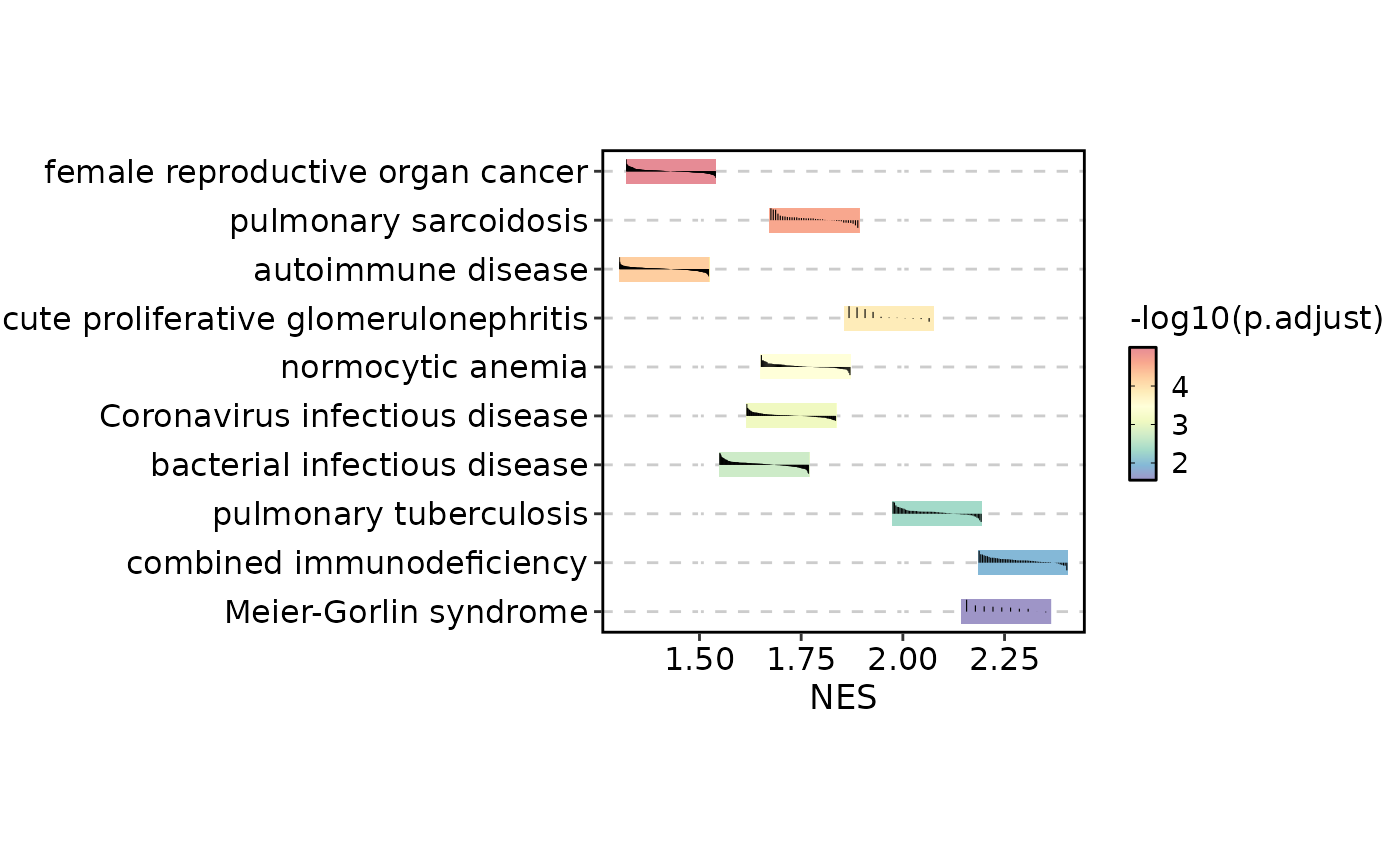 female reproductive organ cancer
pulmonary sarcoidosis
autoimmune disease
cute proliferative glomerulonephritis
normocytic anemia
Coronavirus infectious disease
bacterial infectious disease
pulmonary tuberculosis
combined immunodeficiency
Meier-Gorlin syndrome
1.50 1.75 2.00 2.25
NES
-log10(p.adjust)
4
3
2